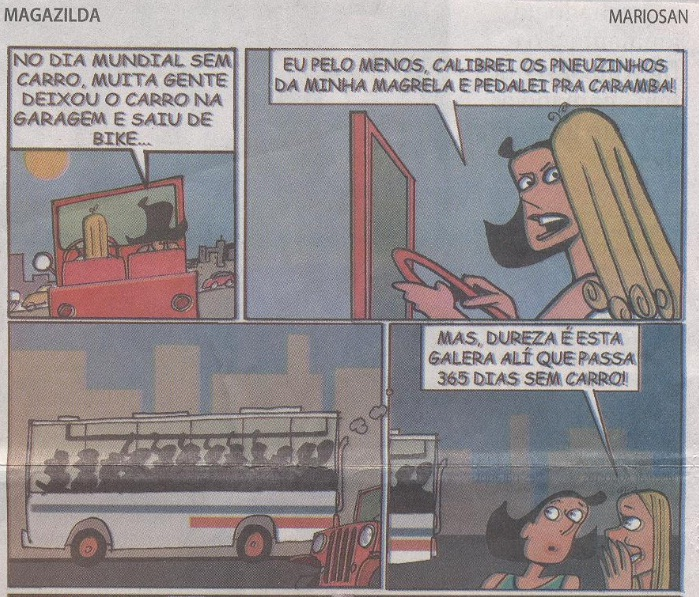 MAGAZILDA
MARIOSAN
NO DIA MUNDIAL SEM
CARRO, MUITA GENTE
DEIXOU O CARRO NA
GARAGEM E SAIU DE
BIKE...
EU PELO MENOS, CALIBREI OS PNEUZINHOS
DA MINHA MAGRELA E PEDALEI PRA CARAMBA!
MAS, DUREZA É ESTA
GALERA ALÍ QUE PASSA
365 DIAS SEM CARRO!